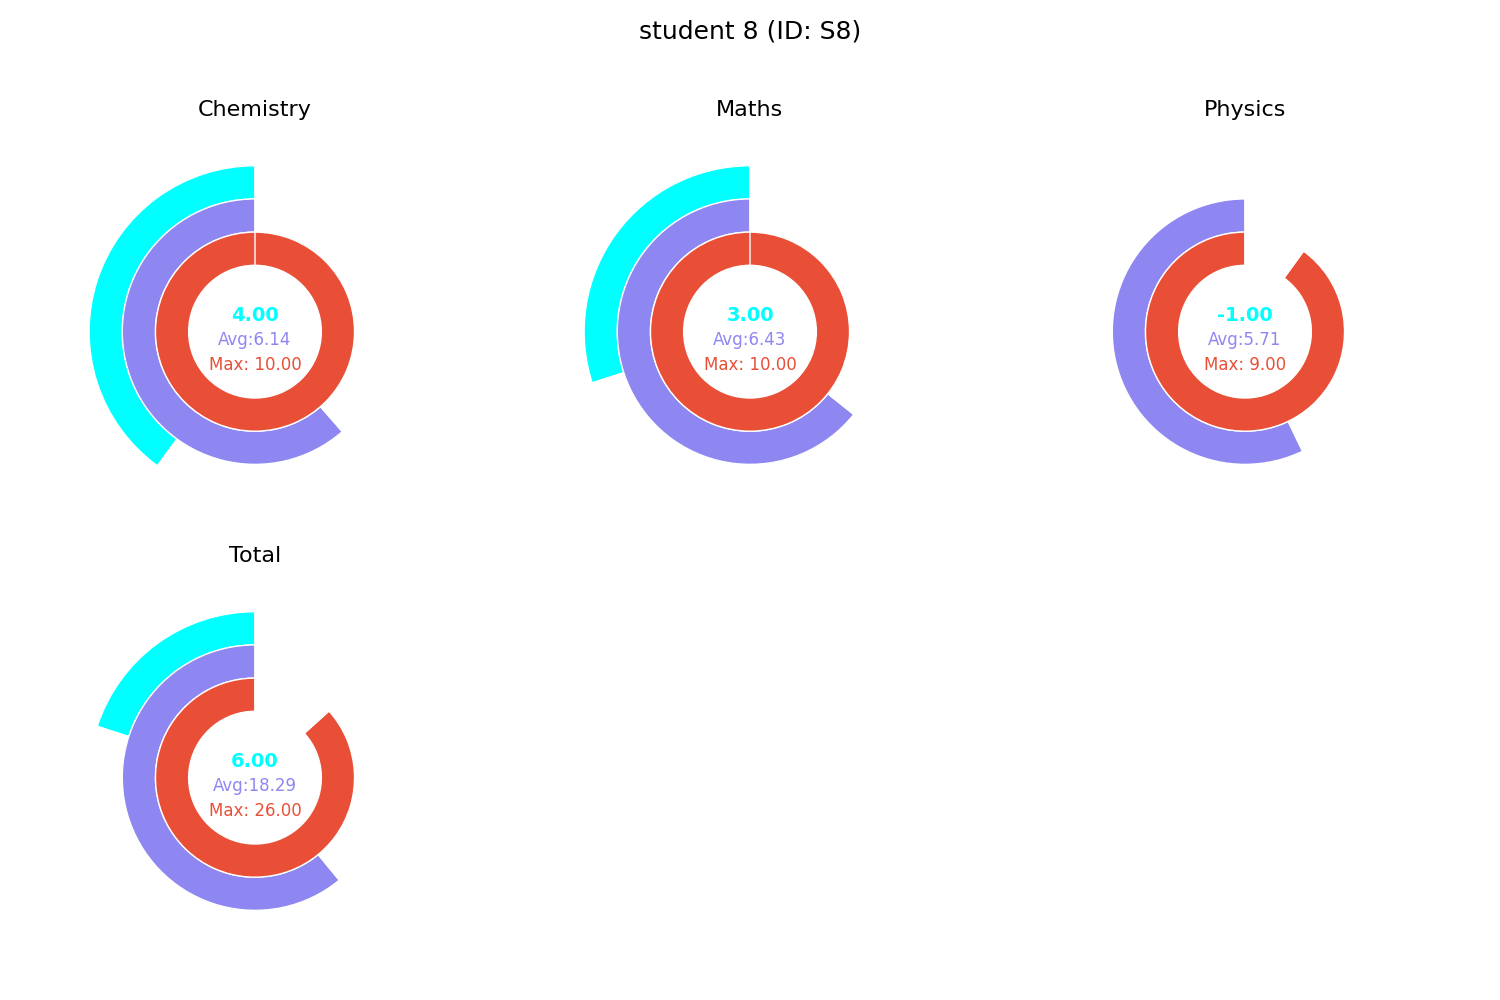 student 8 (ID: S8)
Chemistry
4.00
Avg:6.14
Max: 10.00
Maths
3.00
Avg:6.43
Max: 10.00
Physics
-1.00
Avg:5.71
Max: 9.00
Total
6.00
Avg:18.29
Max: 26.00